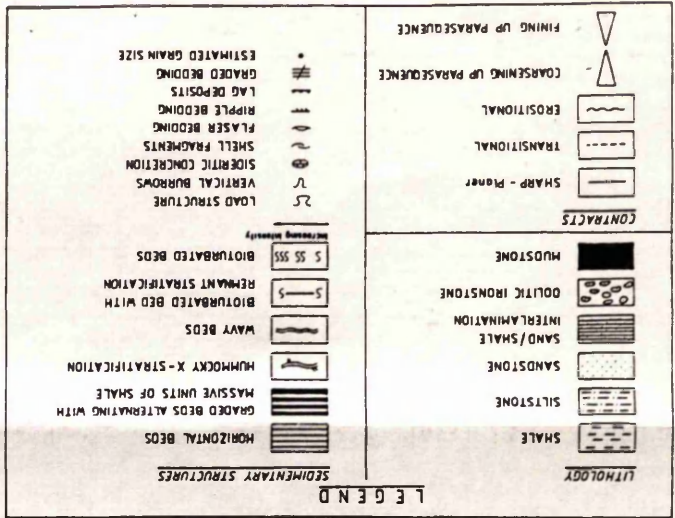 LEGEND
LITHOLOGY
SHALE
SILTSTONE
SANDSTONE
SAND/SHALE
INTERLAMINATION
OOLITIC IRONSTONE
MUDSTONE
CONTRACTS
SHARP - Planer
TRANSITIONAL
EROSITIONAL
COARSENING UP PARASEQUENCE
FINING UP PARASEQUENCE
SEDIMENTARY STRUCTURES
HORIZONTAL BEDS
GRADED BEDS ALTERNATING WITH
MASSIVE UNITS OF SHALE
HUMMOCKY X-STRATIFICATION
WAVY BEDS
S S BIOTURBATED BED WITH
REMNANT STRATIFICATION
S SS SSS BIOTURBATED BEDS
Increasing Intensity
LOAD STRUCTURE
VERTICAL BURROWS
SIDERITIC CONCRETION
SHELL FRAGMENTS
FLASER BEDDING
RIPPLE BEDDING
LAG DEPOSITS
GRADED BEDDING
ESTIMATED GRAIN SIZE